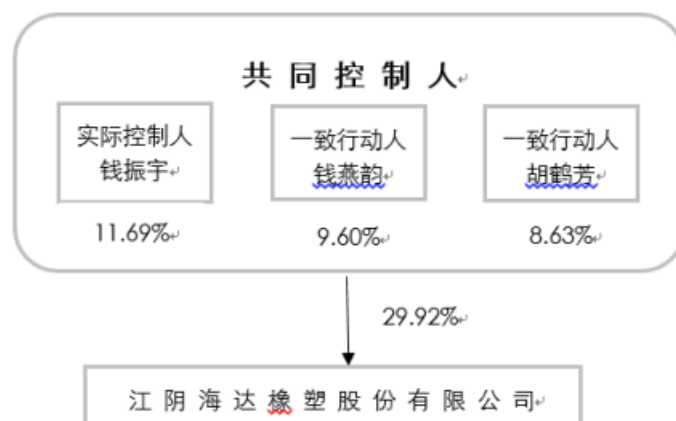 共同控制人
实际控制人
钱振宇
一致行动人
钱燕韵
一致行动人
胡鹤芳
11.69%
9.60%
8.63%
29.92%
江阴海达橡塑股份有限公司